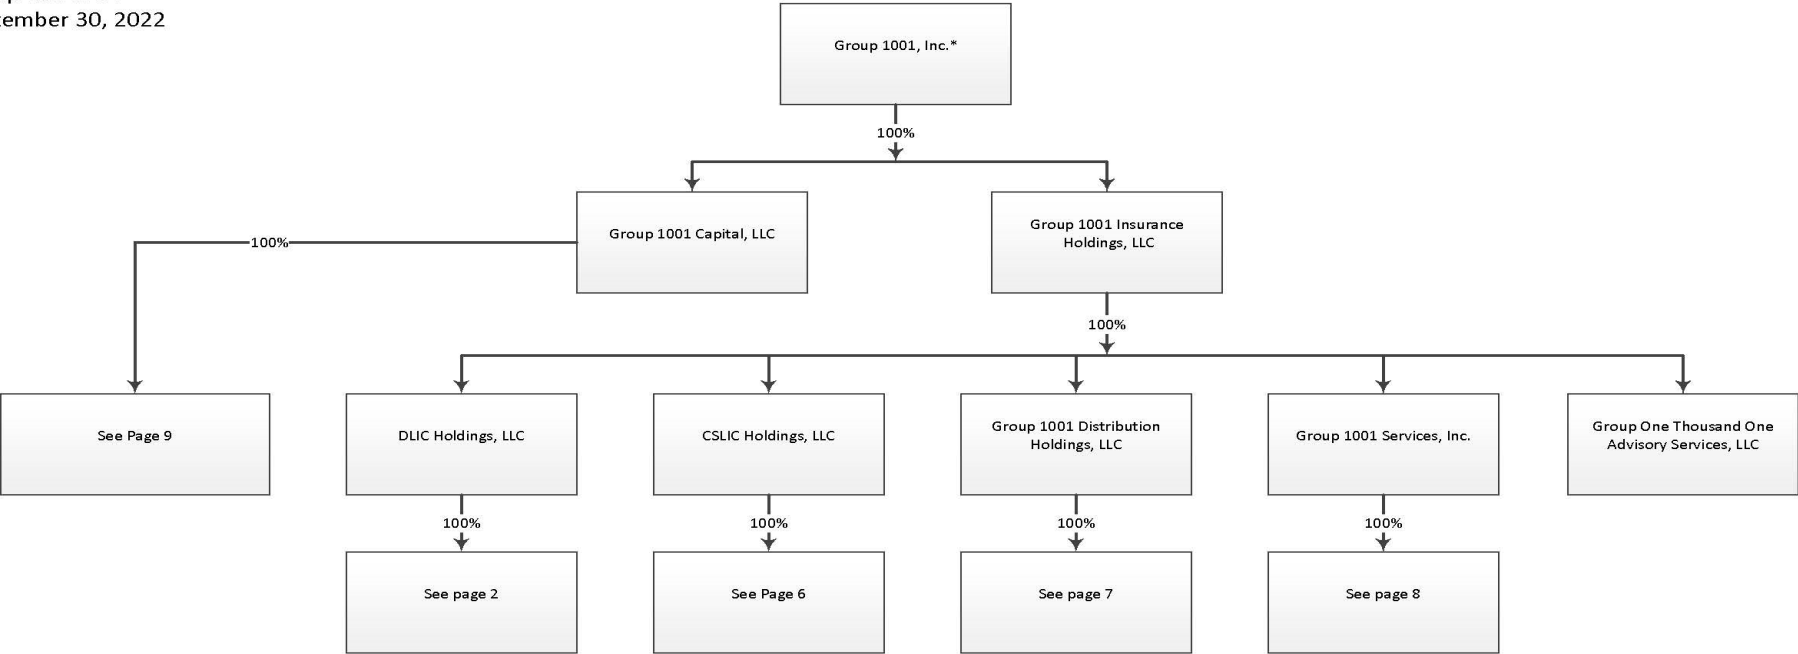 tember 30, 2022
Group 1001, Inc.*
100%
Group 1001 Capital, LLC
Group 1001 Insurance
Holdings, LLC
100%
100%
See Page 9
DLIC Holdings, LLC
CSLIC Holdings, LLC
Group 1001 Distribution
Holdings, LLC
Group 1001 Services, Inc.
Group One Thousand One
Advisory Services, LLC
100%
100%
100%
100%
See page 2
See Page 6
See page 7
See page 8